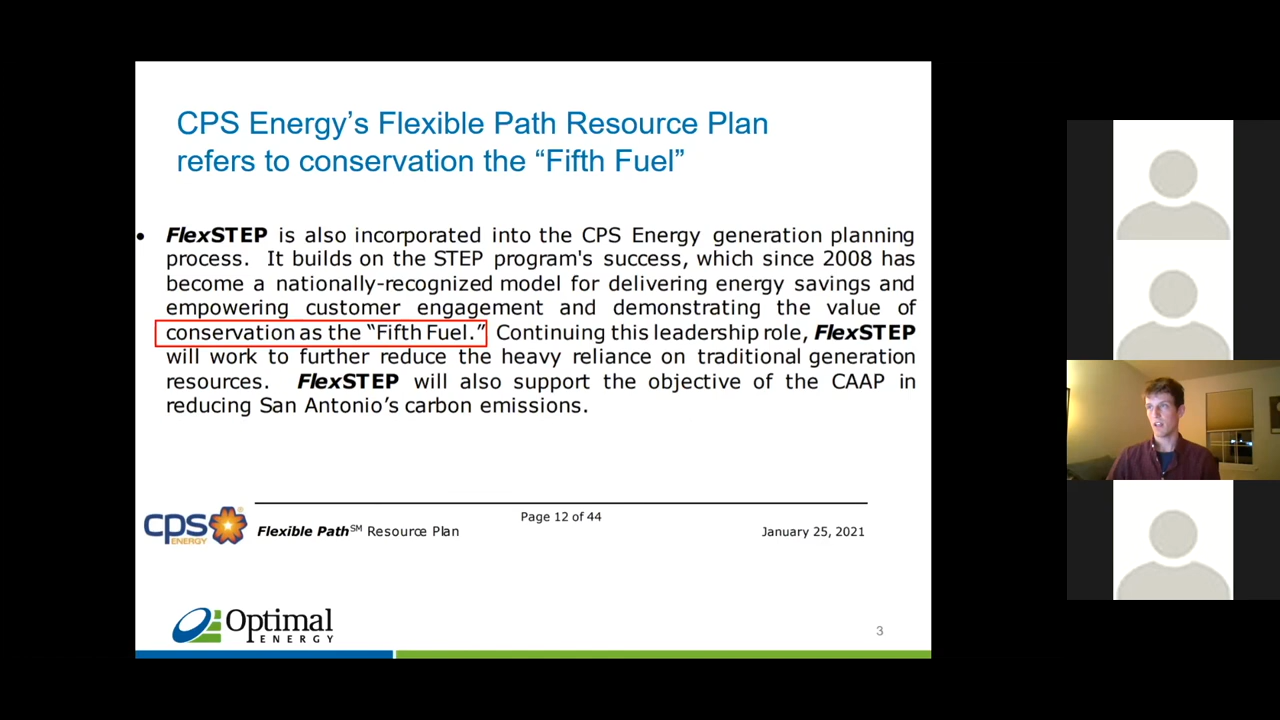 CPS Energy’s Flexible Path Resource Plan
refers to conservation the “Fifth Fuel”
• FlexSTEP is also incorporated into the CPS Energy generation planning
process. It builds on the STEP program's success, which since 2008 has
become a nationally-recognized model for delivering energy savings and
empowering customer engagement and demonstrating the value of
conservation as the “Fifth Fuel.” Continuing this leadership role, FlexSTEP
will work to further reduce the heavy reliance on traditional generation
resources. FlexSTEP will also support the objective of the CAAP in
reducing San Antonio’s carbon emissions.
cps
ENERGY
Page 12 of 44
Flexible Path℠ Resource Plan
January 25, 2021
Optimal
ENERGY
3